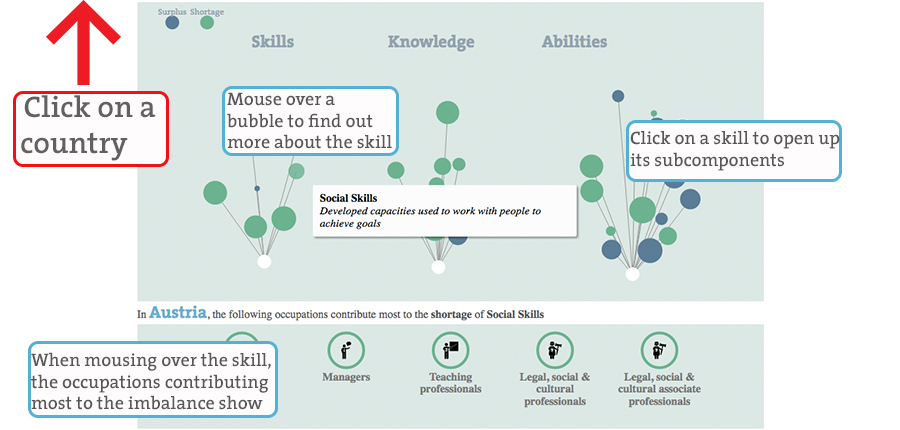 Surplus Shortage
Skills
Knowledge
Abilities
Click on a
country
Mouse over a
bubble to find out
more about the skill
Click on a skill to open up
its subcomponents
Social Skills
Developed capacities used to work with people to
achieve goals
In Austria, the following occupations contribute most to the shortage of Social Skills
When mousing over the skill,
the occupations contributing
most to the imbalance show
Managers
Teaching
professionals
Legal, social &
cultural
professionals
Legal, social &
cultural associate
professionals